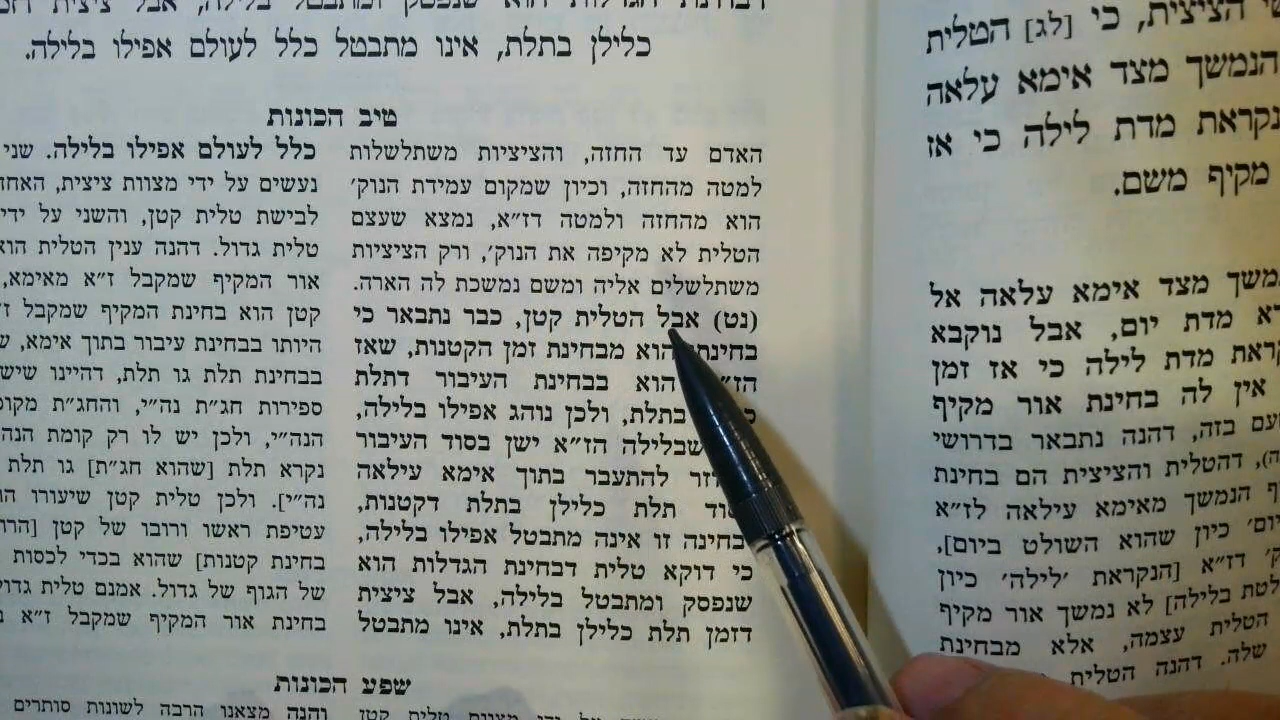 הציצית, כי [לג] הטלית
הנמשך מצד אימא עלאה
נקראת מדת לילה כי אז
מקיף משם.
מצד אימא עלאה אל
מדת יום, אבל נוקבא
מדת לילה כי אז זמן
אין לה בחינת אור מקיף
בזה, דהנה נתבאר בדרושי
דהטלית והציצית הם בחינת
הנמשך מאימא עילאה לז״א
יום׳ כיון שהוא השולט ביום],
דז״א [הנקראת ׳לילה׳ כיון
בלילה] לא נמשך אור מקיף
הטלית עצמה, אלא מבחינת
שלה. דהנה הטלית
כלילן בתלת, אינו מתבטל כלל לעולם אפילו בלילה.
טיב הכונות
האדם עד החזה, והציציות משתלשלות
למטה מהחזה, וכיון שמקום עמידת הנוק׳
הוא מהחזה ולמטה דז״א, נמצא שעצם
הטלית לא מקיפה את הנוק׳, ורק הציציות
משתלשלים אליה ומשם נמשכת לה הארה.
(נט) אבל הטלית קטן, כבר נתבאר כי
הוא מבחינת זמן הקטנות, שאז
הוא בבחינת העיבור דתלת
בתלת, ולכן נוהג אפילו בלילה,
שבלילה הז״א ישן בסוד העיבור
להתעבר בתוך אימא עילאה
תלת כלילן בתלת דקטנות,
בחינה זו אינה מתבטל אפילו בלילה,
כי דוקא טלית דבחינת הגדלות הוא
שנפסק ומתבטל בלילה, אבל ציצית
דזמן תלת כלילן בתלת, אינו מתבטל
כלל לעולם אפילו בלילה. שני
נעשים על ידי מצוות ציצית, האחד
לבישת טלית קטן, והשני על ידי
טלית גדול. דהנה ענין הטלית הוא
אור המקיף שמקבל ז״א מאימא,
קטן הוא בחינת המקיף שמקבל
היותו בבחינת עיבור בתוך אימא,
בבחינת תלת גו תלת, דהיינו שיש
ספירות חג״ת נה״י, והחג״ת
הנה״י, ולכן יש לו רק קומת
נקרא תלת [שהוא חג״ת] גו תלת
נה״י]. ולכן טלית קטן שיעורו
עטיפת ראשו ורובו של קטן
בחינת קטנות] שהוא בכדי לכסות
של הגוף של גדול. אמנם טלית
בחינת אור המקיף שמקבל ז״א
שפע הכונות
והנה מצאנו הרבה לשונות סותרים